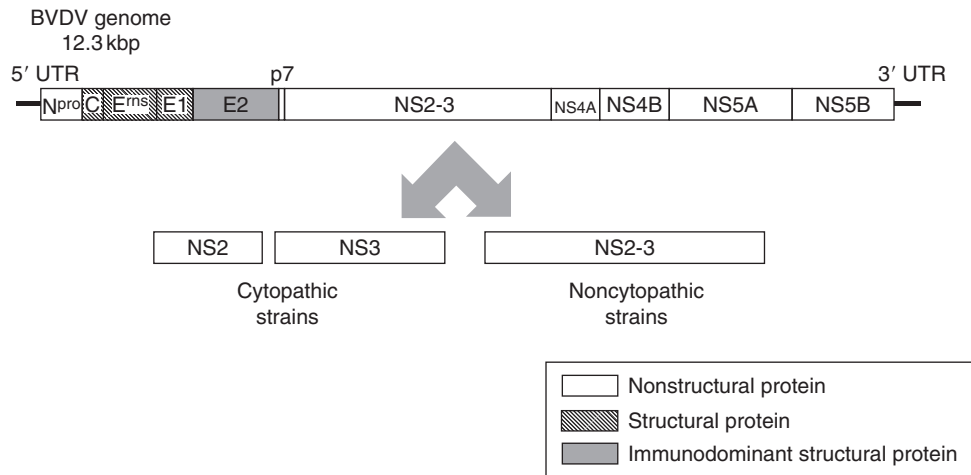 BVDV genome
12.3 kbp
5′ UTR
p7
3′ UTR
Npro C Erns E1 E2 NS2-3 NS4A NS4B NS5A NS5B
NS2 NS3 NS2-3
Cytopathic
strains
Noncytopathic
strains
Nonstructural protein
Structural protein
Immunodominant structural protein